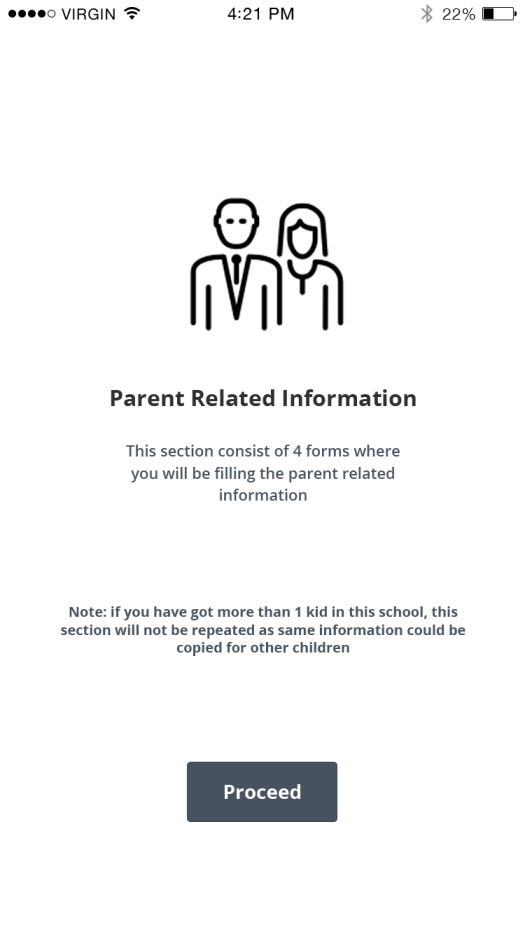 VIRGIN 4:21 PM 22%
Parent Related Information
This section consist of 4 forms where
you will be filling the parent related
information
Note: if you have got more than 1 kid in this school, this
section will not be repeated as same information could be
copied for other children
Proceed